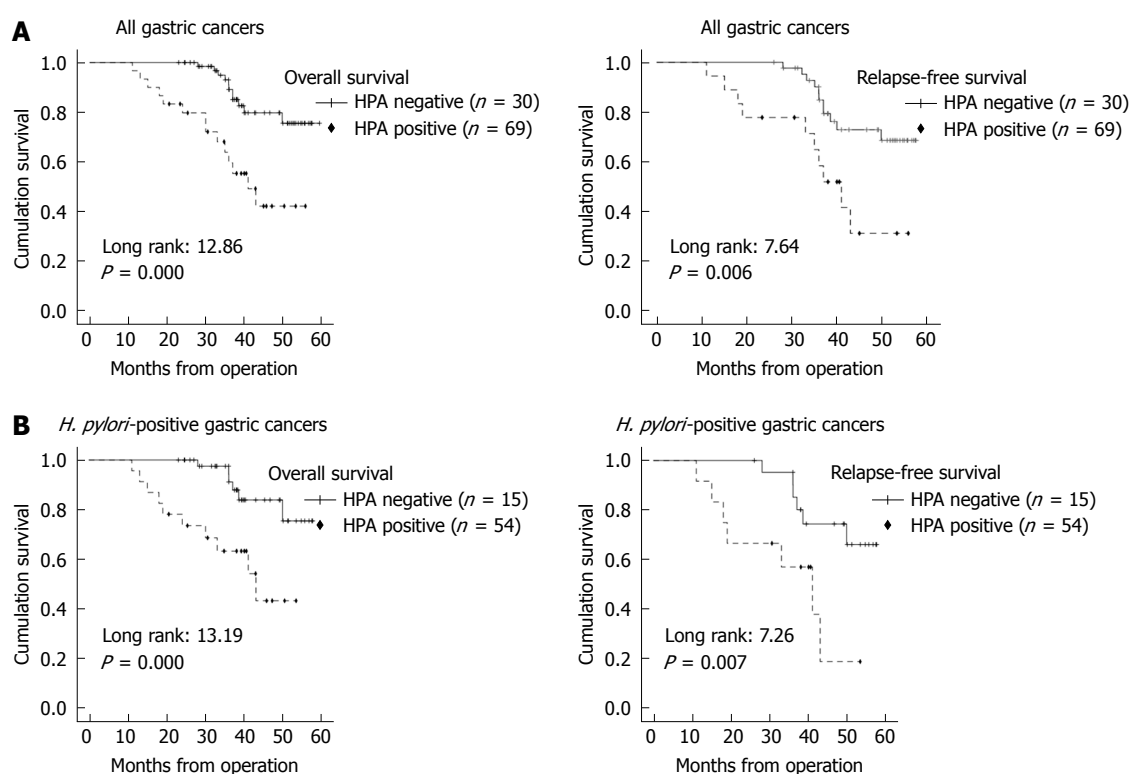 A
All gastric cancers
Overall survival
HPA negative (n = 30)
HPA positive (n = 69)
Cumulation survival
1.0
0.8
0.6
0.4
0.2
0.0
Long rank: 12.86
P = 0.000
0 10 20 30 40 50 60
Months from operation
All gastric cancers
Relapse-free survival
HPA negative (n = 30)
HPA positive (n = 69)
Cumulation survival
1.0
0.8
0.6
0.4
0.2
0.0
Long rank: 7.64
P = 0.006
0 10 20 30 40 50 60
Months from operation
B
H. pylori-positive gastric cancers
Overall survival
HPA negative (n = 15)
HPA positive (n = 54)
Cumulation survival
1.0
0.8
0.6
0.4
0.2
0.0
Long rank: 13.19
P = 0.000
0 10 20 30 40 50 60
Months from operation
H. pylori-positive gastric cancers
Relapse-free survival
HPA negative (n = 15)
HPA positive (n = 54)
Cumulation survival
1.0
0.8
0.6
0.4
0.2
0.0
Long rank: 7.26
P = 0.007
0 10 20 30 40 50 60
Months from operation